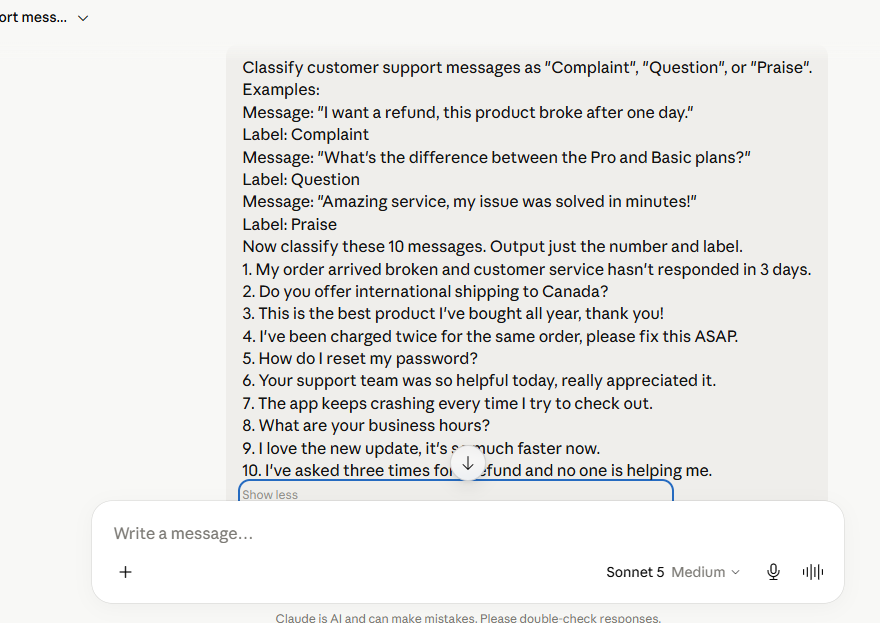 ort mess...
Classify customer support messages as "Complaint", "Question", or "Praise".
Examples:
Message: "I want a refund, this product broke after one day."
Label: Complaint
Message: "What's the difference between the Pro and Basic plans?"
Label: Question
Message: "Amazing service, my issue was solved in minutes!"
Label: Praise
Now classify these 10 messages. Output just the number and label.
1. My order arrived broken and customer service hasn't responded in 3 days.
2. Do you offer international shipping to Canada?
3. This is the best product I've bought all year, thank you!
4. I've been charged twice for the same order, please fix this ASAP.
5. How do I reset my password?
6. Your support team was so helpful today, really appreciated it.
7. The app keeps crashing every time I try to check out.
8. What are your business hours?
9. I love the new update, it's so much faster now.
10. I've asked three times for refund and no one is helping me.
Show less
Write a message...
Sonnet 5 Medium
Claude is AI and can make mistakes. Please double-check responses.